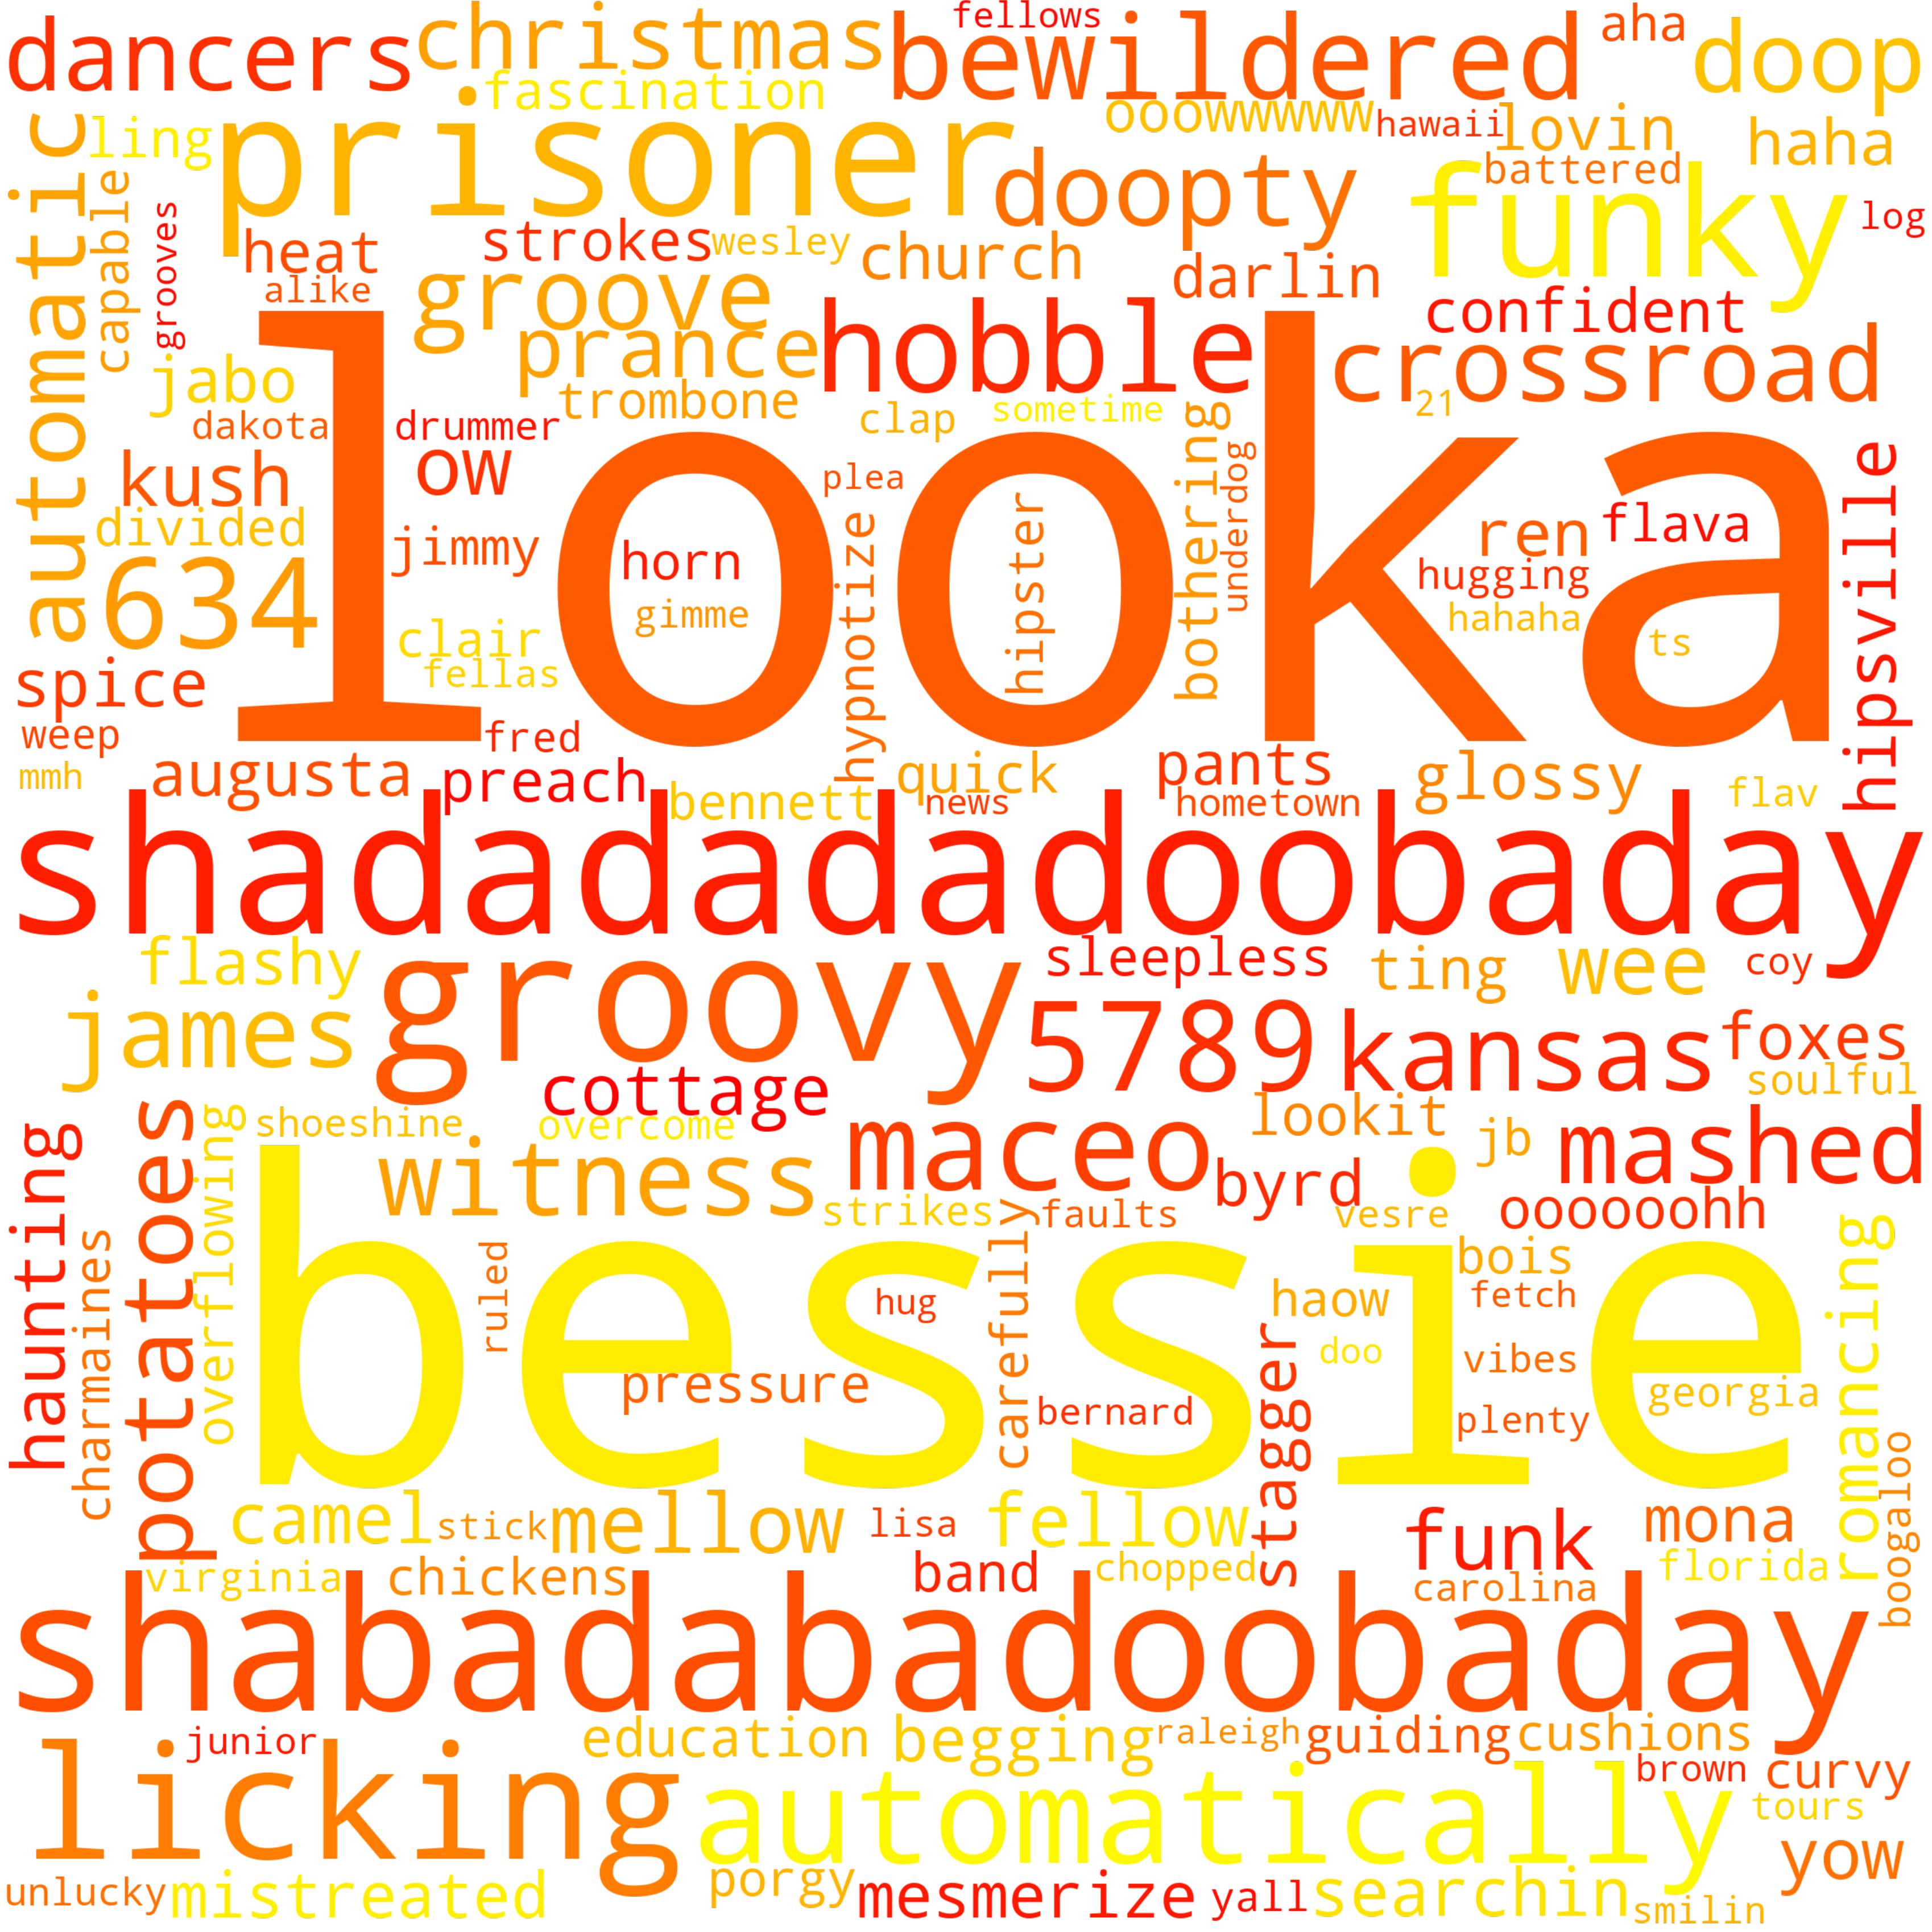 fellows
dancers
christmas
bewildered
aha
doop
fascination
automatic
ling
prisoner
ooowwwww
hawaii
lovin
haha
capable
doopty
battered
funky
log
grooves
heat
strokes
wesley
church
darlin
alike
groove
confident
prance
hobble
crossroad
jabo
trombone
clap
sometime
21
dakota
drummer
looka
bothering
underdog
kush
ow
plea
hipsville
divided
jimmy
horn
hypnotize
hipster
ren
flava
634
gimme
hugging
hahaha
clair
ts
spice
fellas
weep
fred
mmh
augusta
preach
bennett
quick
pants
glossy
news
hometown
flav
shadadadadadoobaday
flashy
groovy
sleepless
ting
wee
coy
james
5789
kansas
foxes
cottage
soulful
potatoes
shoeshine
overcome
lookit
haunting
overflowing
witness
maceo
jb
mashed
byrd
strikes
faults
vesre
oooooohh
charmaines
bessie
ruled
carefully
bois
romancing
hug
haow
fetch
doo
vibes
pressure
stagger
georgia
bernard
plenty
boogaloo
camel
stick
mellow
lisa
fellow
funk
mona
virginia
chickens
band
chopped
carolina
florida
shabadabadoobaday
junior
education
begging
raleigh
guiding
cushions
licking
automatically
brown
curvy
tours
yow
unlucky
mistreated
porgy
mesmerize
yall
searchin
smilin